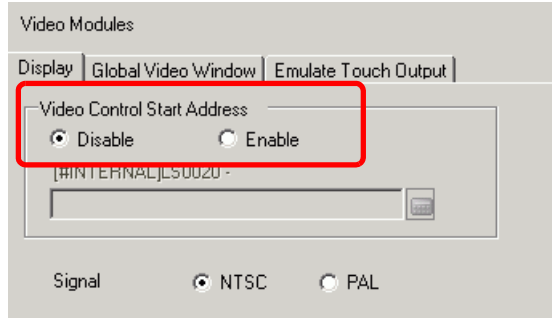 Video Modules
Display Global Video Window Emulate Touch Output
Video Control Start Address
Disable Enable
[#INTERNAL]LS0020 -
Signal NTSC PAL